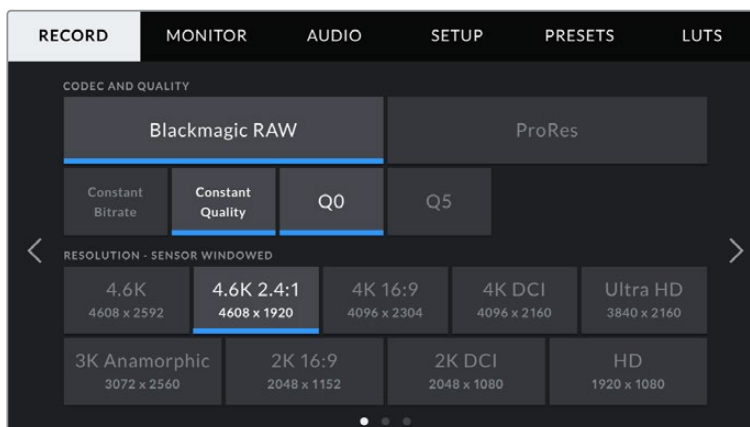 RECORD MONITOR AUDIO SETUP PRESETS LUTS
CODEC AND QUALITY
Blackmagic RAW ProRes
Constant Bitrate Constant Quality Q0 Q5
RESOLUTION - SENSOR WINDOWED
4.6K 4.6K 2.4:1 4K 16:9 4K DCI Ultra HD
4608 x 2592 4608 x 1920 4096 x 2304 4096 x 2160 3840 x 2160
3K Anamorphic 2K 16:9 2K DCI HD
3072 x 2560 2048 x 1152 2048 x 1080 1920 x 1080